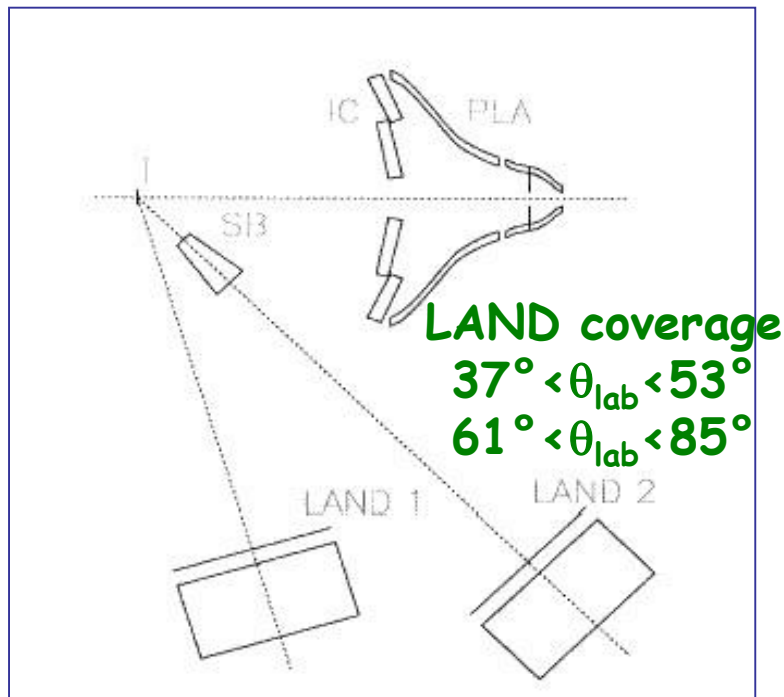 IC PLA
T
SB
LAND coverage
37°<θlab<53°
61°<θlab<85°
LAND 1 LAND 2